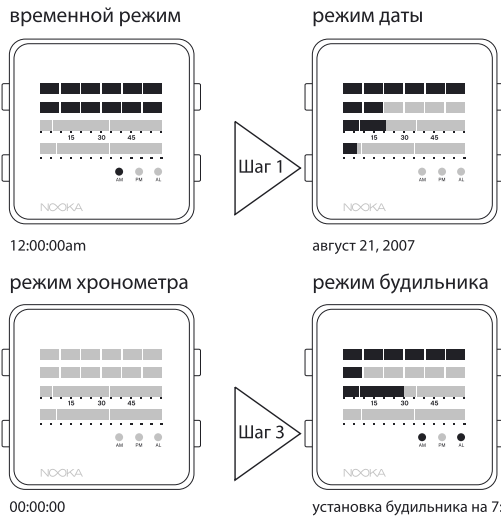 временной режим
режим даты
15 30 45
AM PM AL
NOOKA
15 30 45
AM PM AL
NOOKA
Шаг 1
12:00:00am
август 21, 2007
режим хронометра
режим будильника
15 30 45
AM PM AL
NOOKA
15 30 45
AM PM AL
NOOKA
Шаг 3
00:00:00
установка будильника на 7: